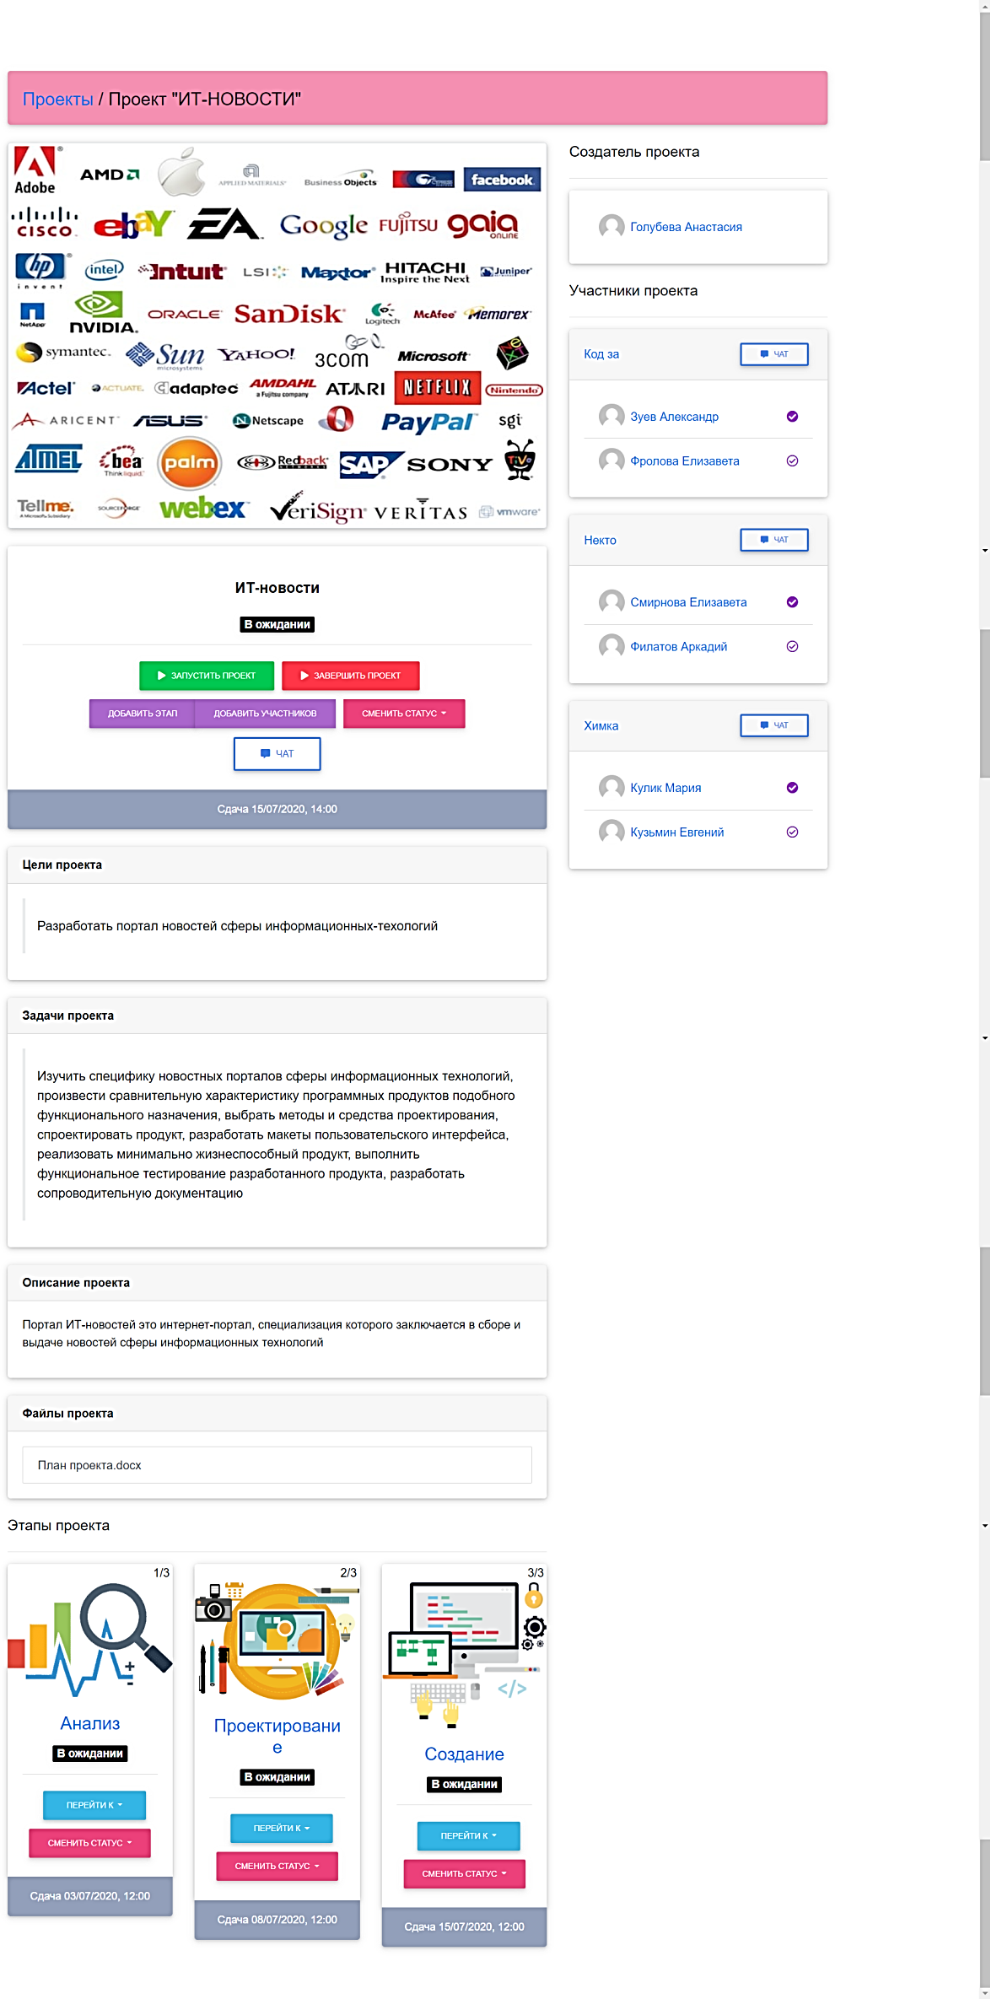 Проекты / Проект "ИТ-НОВОСТИ"
Adobe
AMD
APPLIED MATERIALS
Business Objects
facebook
CISCO
ebay
EA
Google
FUJITSU
gaia
ONLINE
hp
invent
intel
Intuit
LSI
Maxtor
HITACHI
Inspire the Next
Juniper
NetApp
NVIDIA
ORACLE
SanDisk
Logitech
McAfee
Memorex
symantec.
Sun
microsystems
YAHOO!
3COM
Microsoft
Actel
ACTUATE
adaptec
AMDAHL
a Fujitsu company
ATARI
NETFLIX
Nintendo
ARICENT
ASUS
Netscape
PayPal
sgi
ATMEL
bea
Think liquid.
palm
Redback
NETWORKS
SAP
SONY
TiVo
Tellme.
A Microsoft Subsidiary
SOURCEFORGE
webex
VeriSign
VERITAS
vmware
ИТ-новости
В ожидании
ЗАПУСТИТЬ ПРОЕКТ
ЗАВЕРШИТЬ ПРОЕКТ
ДОБАВИТЬ ЭТАП
ДОБАВИТЬ УЧАСТНИКОВ
СМЕНИТЬ СТАТУС
ЧАТ
Сдача 15/07/2020, 14:00
Цели проекта
Разработать портал новостей сферы информационных-техологий
Задачи проекта
Изучить специфику новостных порталов сферы информационных технологий,
произвести сравнительную характеристику программных продуктов подобного
функционального назначения, выбрать методы и средства проектирования,
спроектировать продукт, разработать макеты пользовательского интерфейса,
реализовать минимально жизнеспособный продукт, выполнить
функциональное тестирование разработанного продукта, разработать
сопроводительную документацию
Описание проекта
Портал ИТ-новостей это интернет-портал, специализация которого заключается в сборе и
выдаче новостей сферы информационных технологий
Файлы проекта
План проекта.docx
Этапы проекта
1/3
Анализ
В ожидании
ПЕРЕЙТИ К
СМЕНИТЬ СТАТУС
Сдача 03/07/2020, 12:00
2/3
Проектировани
е
В ожидании
ПЕРЕЙТИ К
СМЕНИТЬ СТАТУС
Сдача 08/07/2020, 12:00
3/3
</>
Создание
В ожидании
ПЕРЕЙТИ К
СМЕНИТЬ СТАТУС
Сдача 15/07/2020, 12:00
Создатель проекта
Голубева Анастасия
Участники проекта
Код за
ЧАТ
Зуев Александр
Фролова Елизавета
Некто
ЧАТ
Смирнова Елизавета
Филатов Аркадий
Химка
ЧАТ
Кулик Мария
Кузьмин Евгений